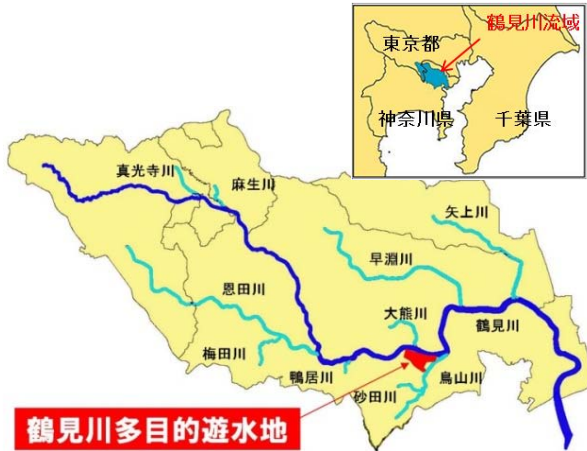 鶴見川流域
東京都
神奈川県
千葉県
真光寺川
麻生川
矢上川
早淵川
恩田川
大熊川
鶴見川
梅田川
鴨居川
鳥山川
砂田川
鶴見川多目的遊水地